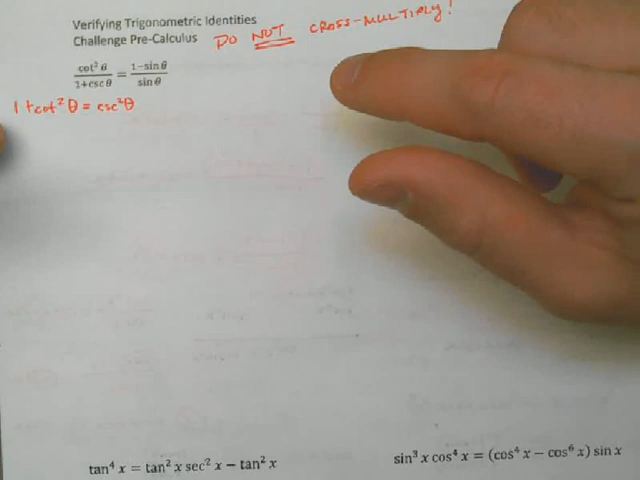 Verifying Trigonometric Identities
Challenge Pre-Calculus DO NOT CROSS-MULTIPLY!
cot² θ / 1+csc θ = 1−sin θ / sin θ
1 + cot² θ = csc² θ
tan⁴ x = tan² x sec² x − tan² x
sin³ x cos⁴ x = (cos⁴ x − cos⁶ x) sin x